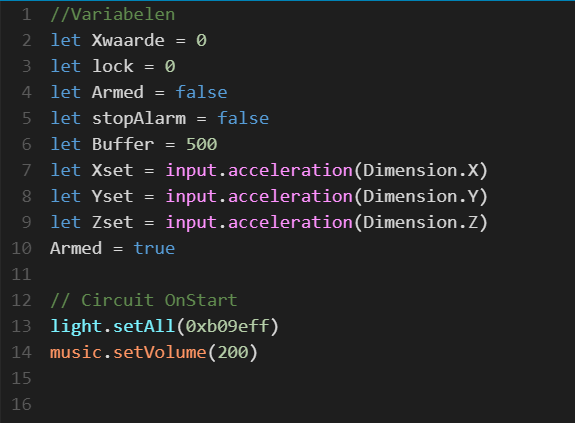 1 //Variabelen
2 let Xwaarde = 0
3 let lock = 0
4 let Armed = false
5 let stopAlarm = false
6 let Buffer = 500
7 let Xset = input.acceleration(Dimension.X)
8 let Yset = input.acceleration(Dimension.Y)
9 let Zset = input.acceleration(Dimension.Z)
10 Armed = true
11
12 // Circuit OnStart
13 light.setAll(0xb09eff)
14 music.setVolume(200)
15
16